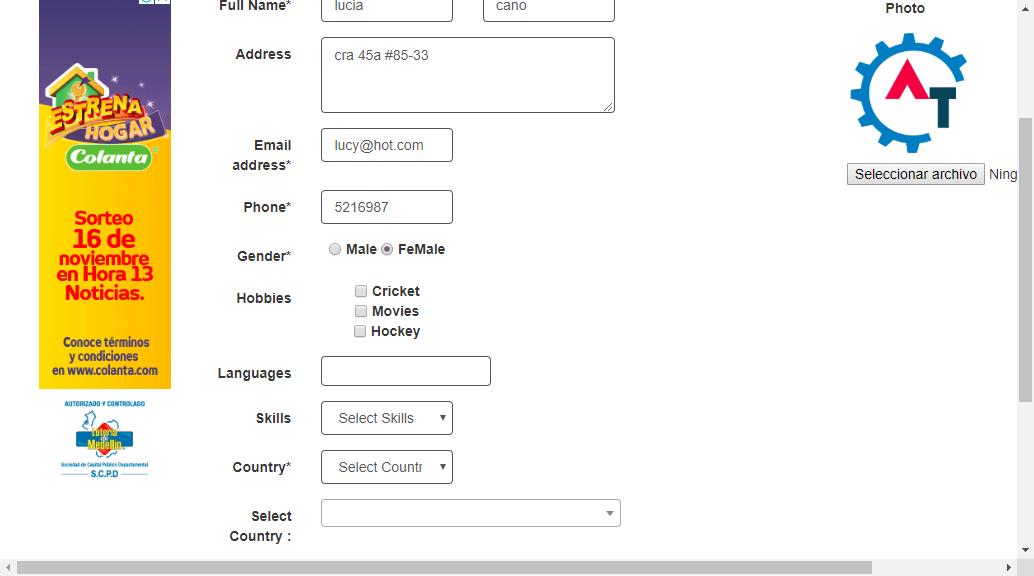 Full Name*
lucia
cano
Photo
Address
cra 45a #85-33
AT
Email
address*
lucy@hot.com
Seleccionar archivo
Ning
Phone*
5216987
Gender*
Male
FeMale
Hobbies
Cricket
Movies
Hockey
Languages
Skills
Select Skills
Country*
Select Countr
Select
Country :
ESTRENA
HOGAR
Colanta
Sorteo
16 de
noviembre
en Hora 13
Noticias.
Conoce términos
y condiciones
en www.colanta.com
AUTORIZADO Y CONTROLADO
Lotería
de
Medellín
Sociedad de Capital Público Departamental
S.C.P.D